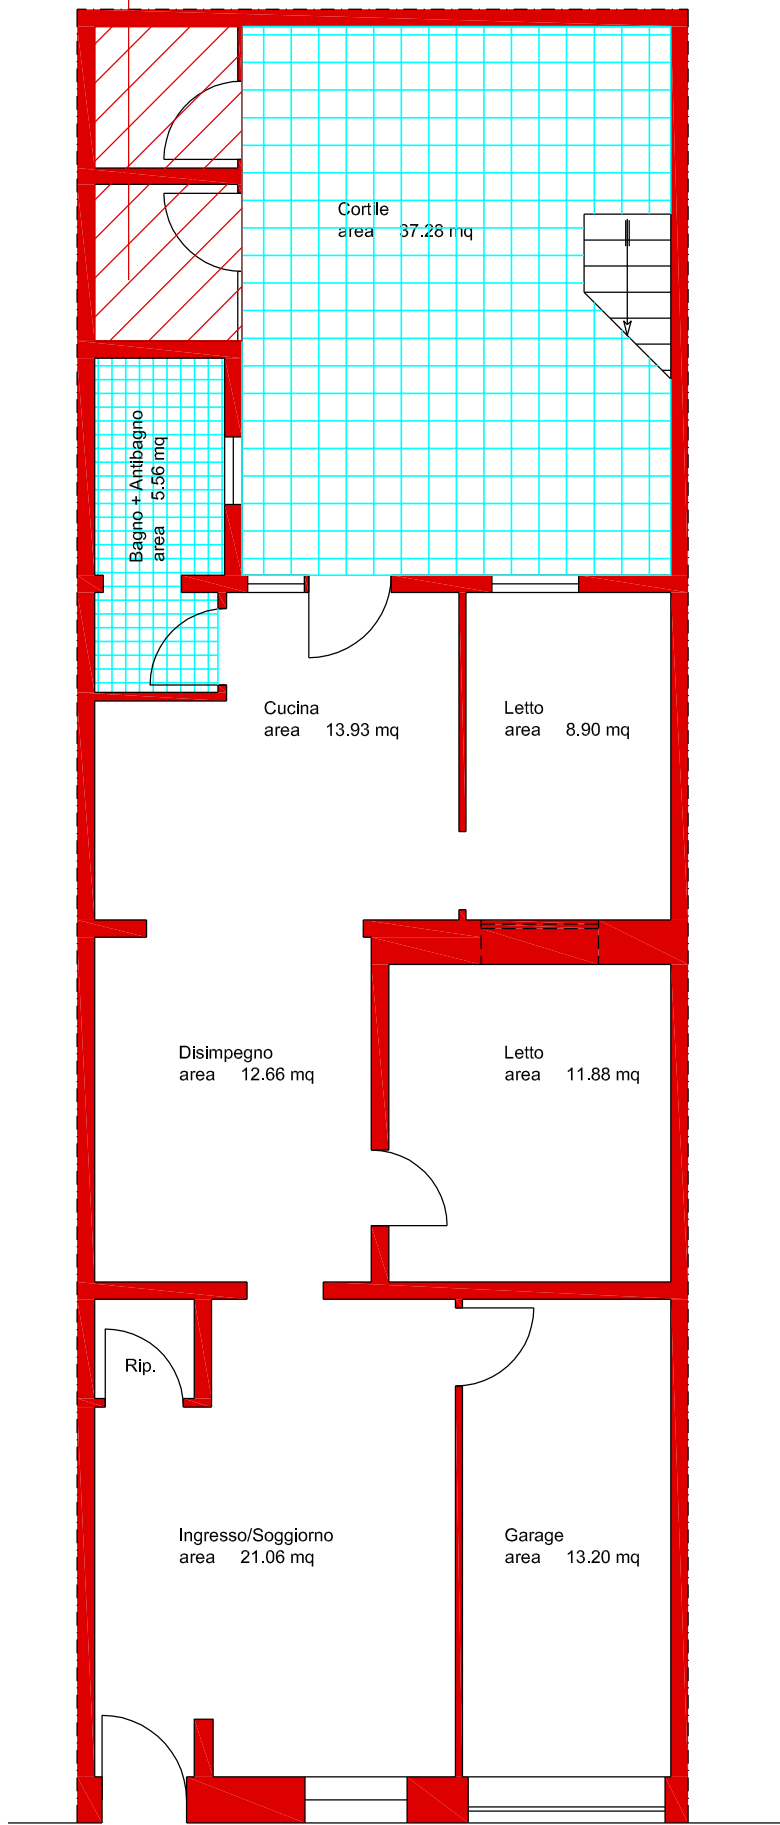 Cortile
area 37.28 mq
Bagno + Antibagno
area 5.56 mq
Cucina
area 13.93 mq
Letto
area 8.90 mq
Disimpegno
area 12.66 mq
Letto
area 11.88 mq
Rip.
Ingresso/Soggiorno
area 21.06 mq
Garage
area 13.20 mq